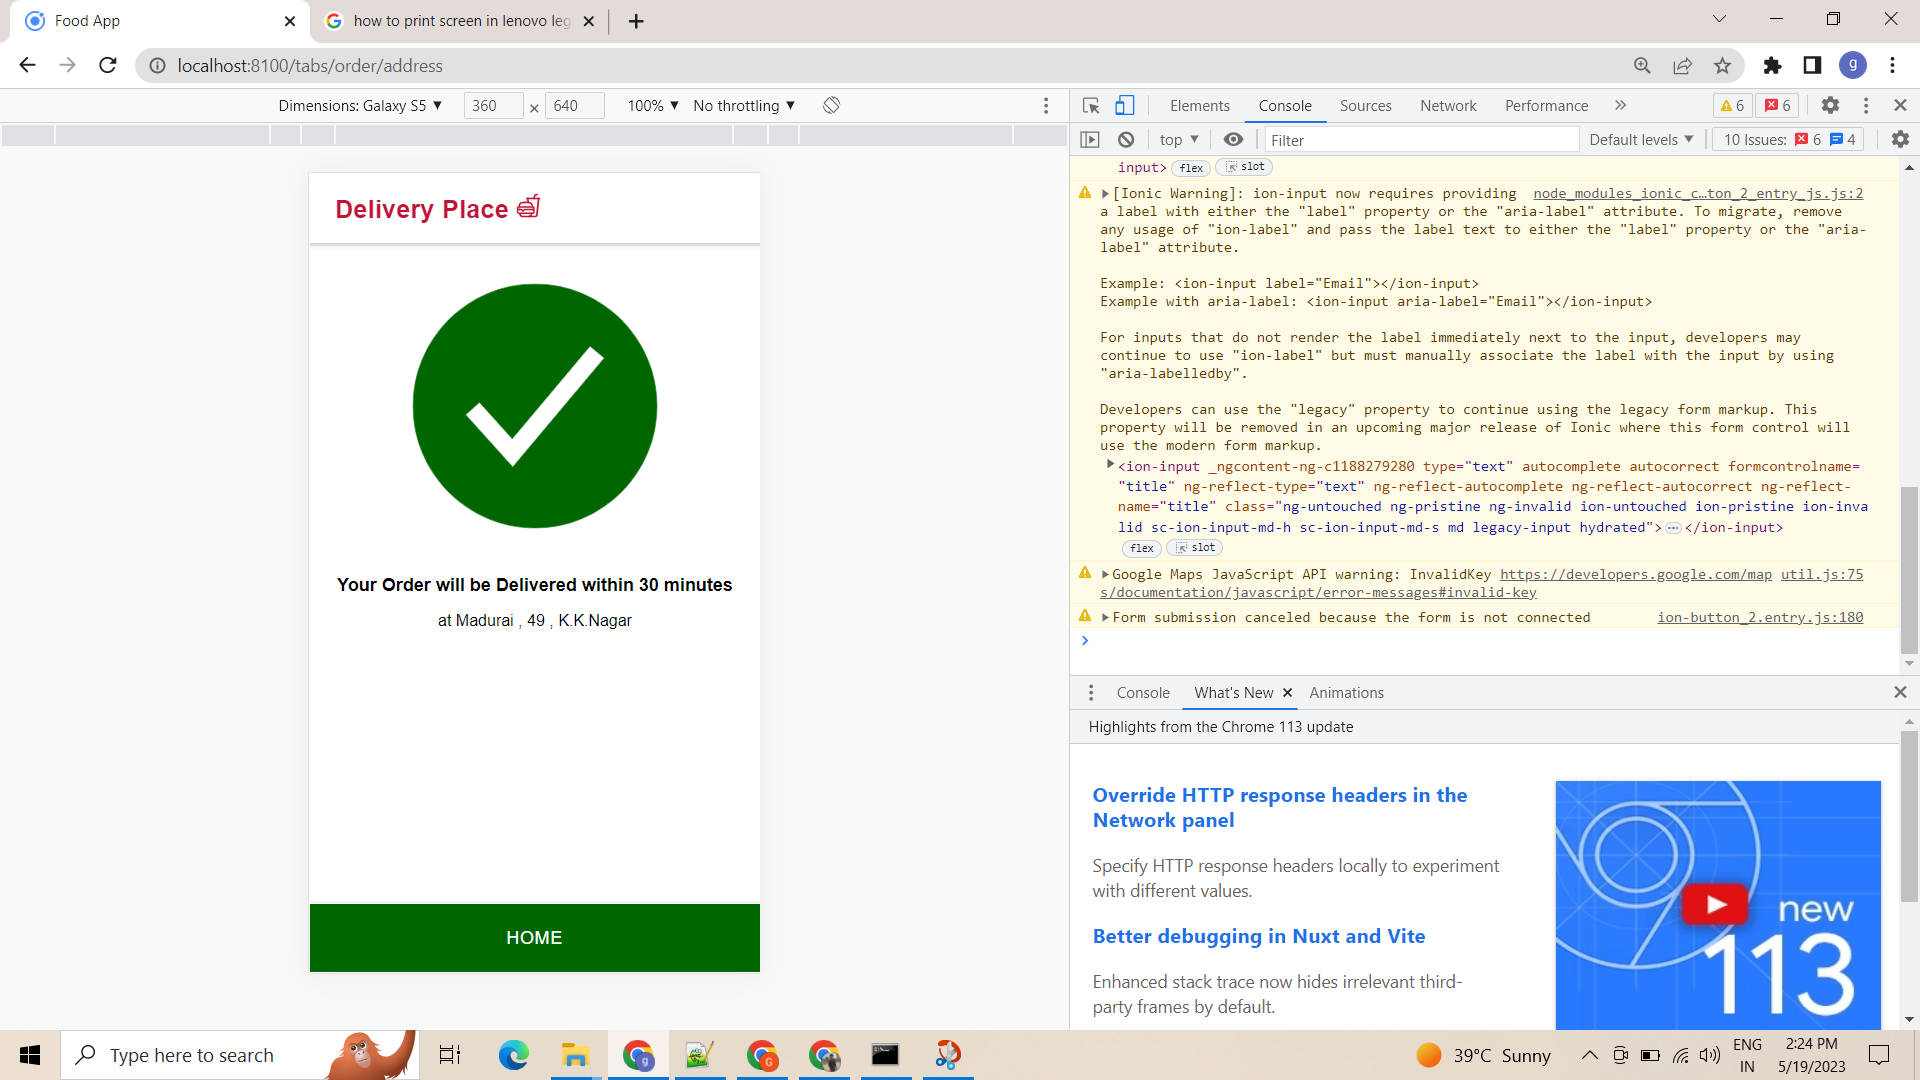 Food App
how to print screen in lenovo leg
localhost:8100/tabs/order/address
g
Dimensions: Galaxy S5 ▼ 360 × 640 100% ▼ No throttling ▼
Elements Console Sources Network Performance » 6 6
top ▼ Filter Default levels ▼ 10 Issues: 6 4
Delivery Place
Your Order will be Delivered within 30 minutes
at Madurai , 49 , K.K.Nagar
HOME
input> flex slot
[Ionic Warning]: ion-input now requires providing node_modules_ionic_c…ton_2_entry_js.js:2
a label with either the "label" property or the "aria-label" attribute. To migrate, remove
any usage of "ion-label" and pass the label text to either the "label" property or the "aria-
label" attribute.
Example: <ion-input label="Email"></ion-input>
Example with aria-label: <ion-input aria-label="Email"></ion-input>
For inputs that do not render the label immediately next to the input, developers may
continue to use "ion-label" but must manually associate the label with the input by using
"aria-labelledby".
Developers can use the "legacy" property to continue using the legacy form markup. This
property will be removed in an upcoming major release of Ionic where this form control will
use the modern form markup.
<ion-input _ngcontent-ng-c1188279280 type="text" autocomplete autocorrect formcontrolname=
"title" ng-reflect-type="text" ng-reflect-autocomplete ng-reflect-autocorrect ng-reflect-
name="title" class="ng-untouched ng-pristine ng-invalid ion-untouched ion-pristine ion-inva
lid sc-ion-input-md-h sc-ion-input-md-s md legacy-input hydrated">…</ion-input>
flex slot
Google Maps JavaScript API warning: InvalidKey https://developers.google.com/map util.js:75
s/documentation/javascript/error-messages#invalid-key
Form submission canceled because the form is not connected ion-button_2.entry.js:180
Console What's New Animations
Highlights from the Chrome 113 update
Override HTTP response headers in the
Network panel
Specify HTTP response headers locally to experiment
with different values.
Better debugging in Nuxt and Vite
Enhanced stack trace now hides irrelevant third-
party frames by default.
new
113
Type here to search
g
G
39°C Sunny
ENG
IN
2:24 PM
5/19/2023